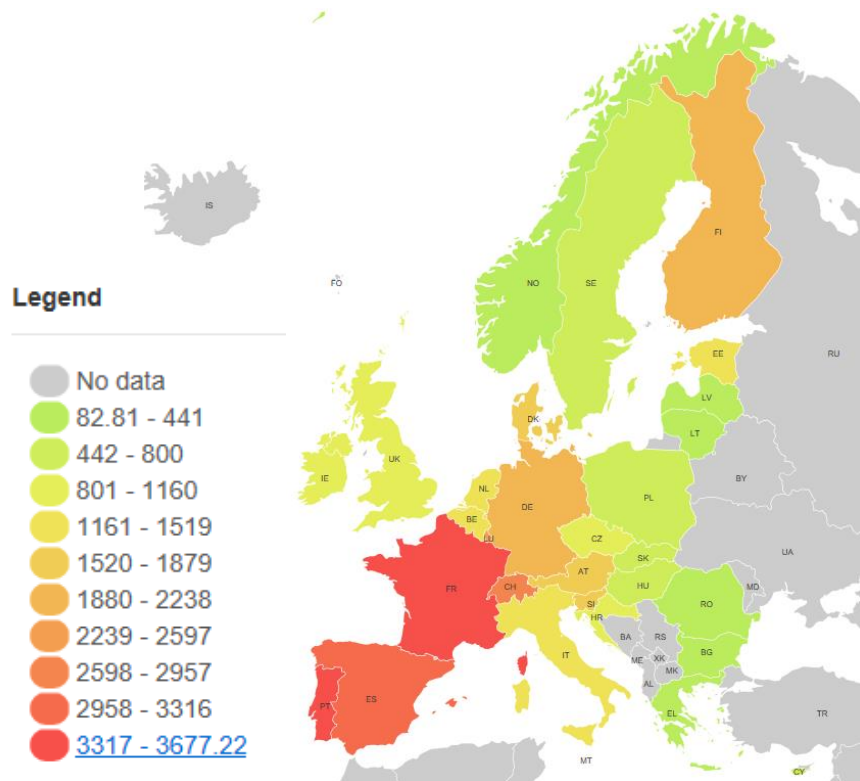 IS
FO
NO
SE
FI
RU
Legend
No data
82.81 - 441
442 - 800
801 - 1160
1161 - 1519
1520 - 1879
1880 - 2238
2239 - 2597
2598 - 2957
2958 - 3316
3317 - 3677.22
EE
LV
LT
DK
IE
UK
NL
BE
LU
DE
PL
BY
CZ
SK
UA
FR
CH
AT
HU
SI
HR
RO
MD
BA
RS
IT
ME
XK
MK
BG
AL
PT
ES
EL
TR
MT
CY